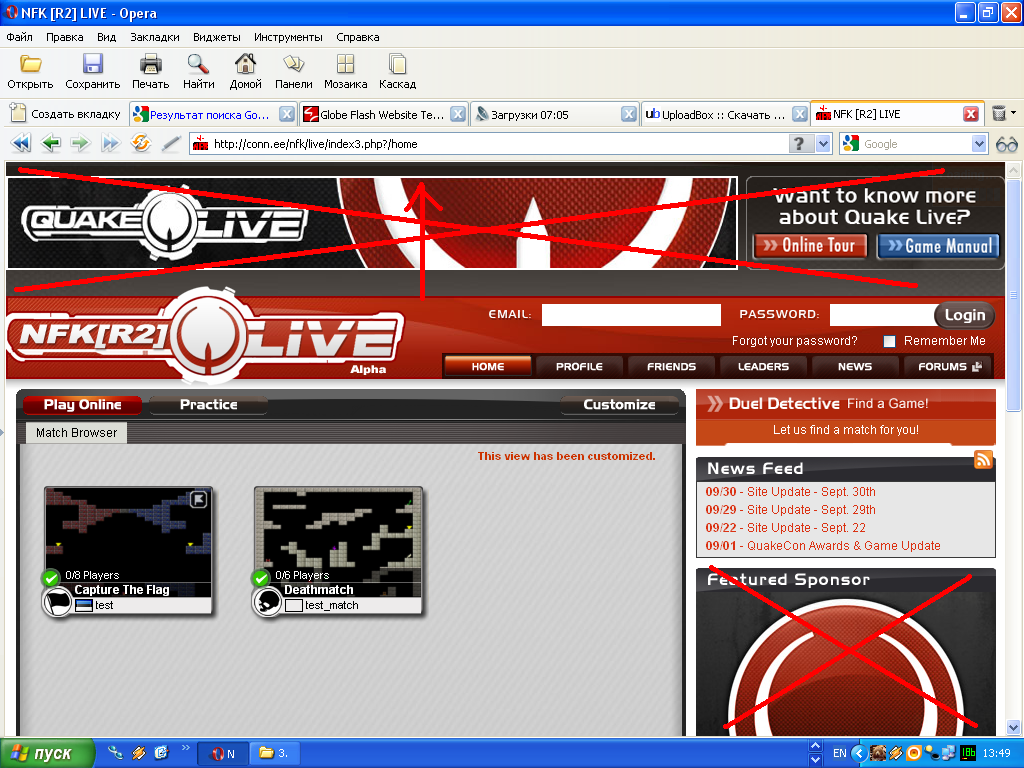 NFK [R2] LIVE - Opera
Файл Правка Вид Закладки Виджеты Инструменты Справка
Открыть Сохранить Печать Найти Домой Панели Мозаика Каскад
Создать вкладку Результат поиска Go... Globe Flash Website Te... Загрузки 07:05 UploadBox :: Скачать ... NFK [R2] LIVE
http://conn.ee/nfk/live/index3.php?/home ? Google
QUAKE LIVE
Want to know more
about Quake Live?
Online Tour Game Manual
NFK[R2] LIVE
Alpha
EMAIL: PASSWORD: Login
Forgot your password? Remember Me
HOME PROFILE FRIENDS LEADERS NEWS FORUMS
Play Online Practice Customize
Match Browser
This view has been customized.
0/8 Players
Capture The Flag
test
0/6 Players
Deathmatch
test_match
Duel Detective Find a Game!
Let us find a match for you!
News Feed
09/30 - Site Update - Sept. 30th
09/29 - Site Update - Sept. 29th
09/22 - Site Update - Sept. 22
09/01 - QuakeCon Awards & Game Update
Featured Sponsor
пуск N 3. EN 18b 13:49